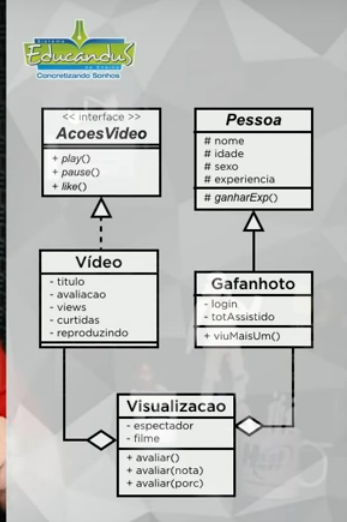 Sistema
EducanduS
de Ensino
Concretizando Sonhos
<< interface >>
AcoesVideo
+ play()
+ pause()
+ like()
Pessoa
# nome
# idade
# sexo
# experiencia
# ganharExp()
Vídeo
- titulo
- avaliacao
- views
- curtidas
- reproduzindo
Gafanhoto
- login
- totAssistido
+ viuMaisUm()
Visualizacao
- espectador
- filme
+ avaliar()
+ avaliar(nota)
+ avaliar(porc)